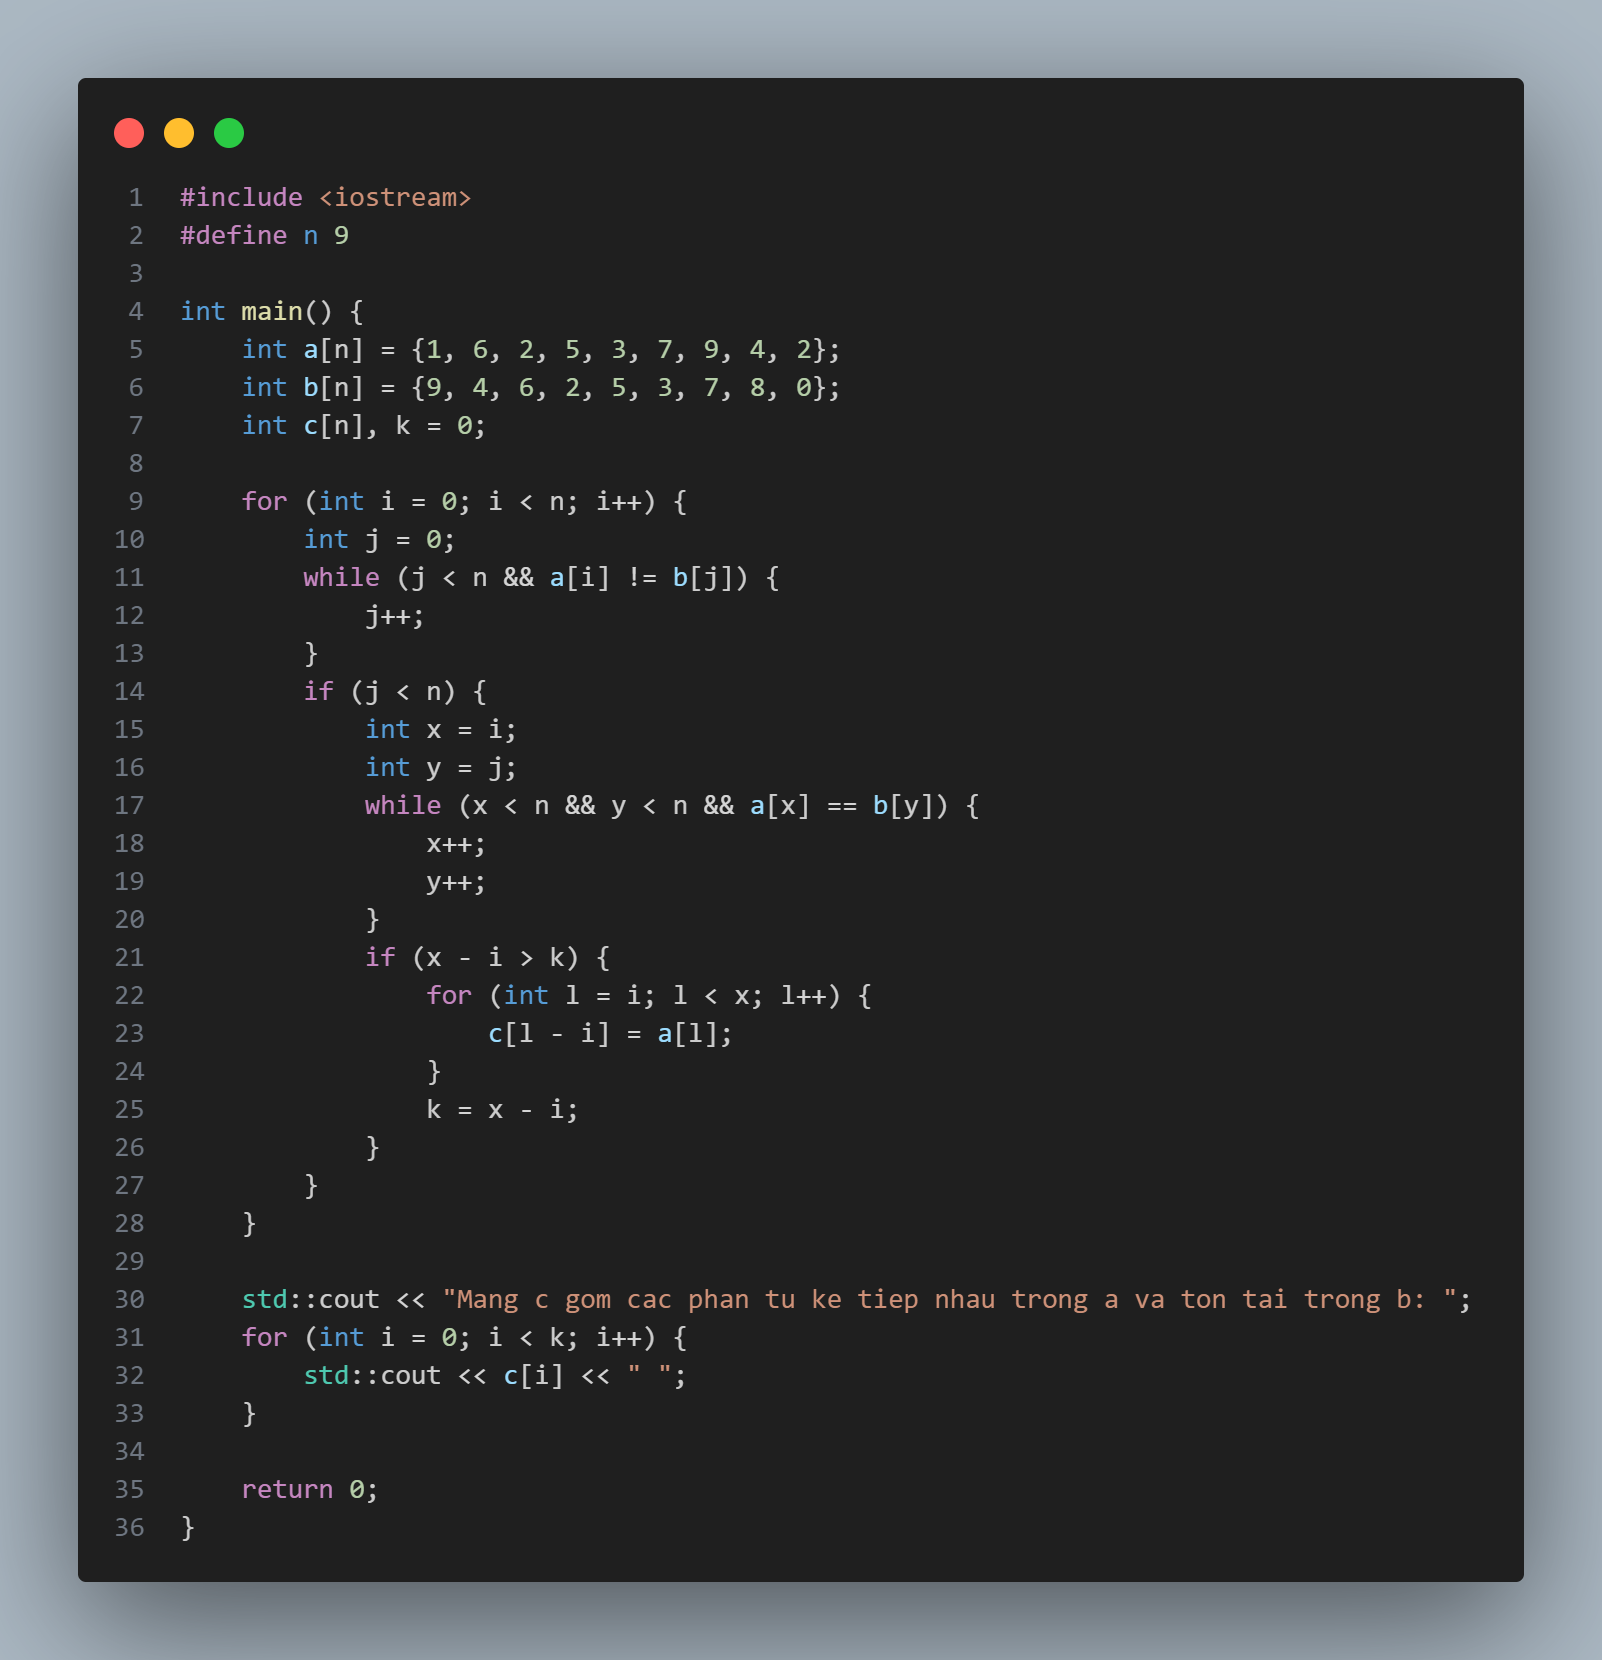 1 #include <iostream>
2 #define n 9
3
4 int main() {
5     int a[n] = {1, 6, 2, 5, 3, 7, 9, 4, 2};
6     int b[n] = {9, 4, 6, 2, 5, 3, 7, 8, 0};
7     int c[n], k = 0;
8
9     for (int i = 0; i < n; i++) {
10         int j = 0;
11         while (j < n && a[i] != b[j]) {
12             j++;
13         }
14         if (j < n) {
15             int x = i;
16             int y = j;
17             while (x < n && y < n && a[x] == b[y]) {
18                 x++;
19                 y++;
20             }
21             if (x - i > k) {
22                 for (int l = i; l < x; l++) {
23                     c[l - i] = a[l];
24                 }
25                 k = x - i;
26             }
27         }
28     }
29
30     std::cout << "Mang c gom cac phan tu ke tiep nhau trong a va ton tai trong b: ";
31     for (int i = 0; i < k; i++) {
32         std::cout << c[i] << " ";
33     }
34
35     return 0;
36 }